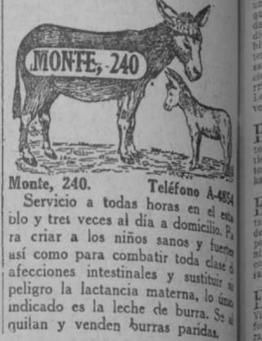 MONTE, 240
Monte, 240. Teléfono A-4854
Servicio a todas horas en el esta
blo y tres veces al día a domicilio. Pa
ra criar a los niños sanos y fuertes
así como para combatir toda clase d
afecciones intestinales y sustituir si
peligro la lactancia materna, lo único
indicado es la leche de burra. Se al
quilan y venden burras paridas.